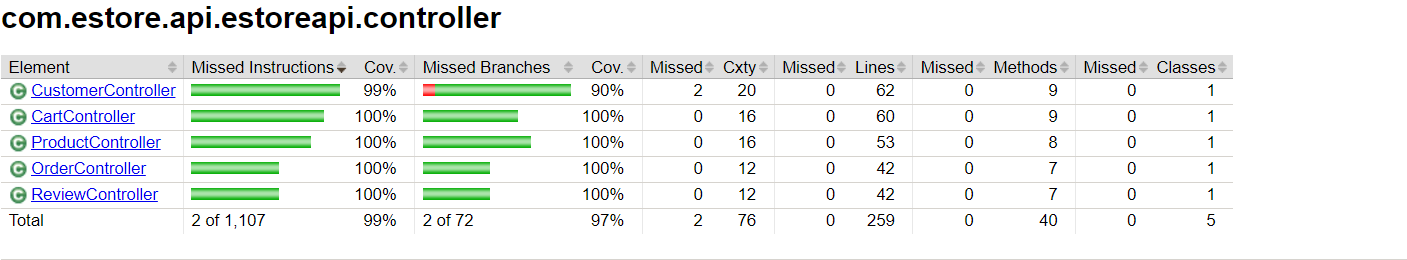 com.estore.api.estoreapi.controller
Element Missed Instructions Cov. Missed Branches Cov. Missed Cxty Missed Lines Missed Methods Missed Classes
C CustomerController 99% 90% 2 20 0 62 0 9 0 1
C CartController 100% 100% 0 16 0 60 0 9 0 1
C ProductController 100% 100% 0 16 0 53 0 8 0 1
C OrderController 100% 100% 0 12 0 42 0 7 0 1
C ReviewController 100% 100% 0 12 0 42 0 7 0 1
Total 2 of 1,107 99% 2 of 72 97% 2 76 0 259 0 40 0 5